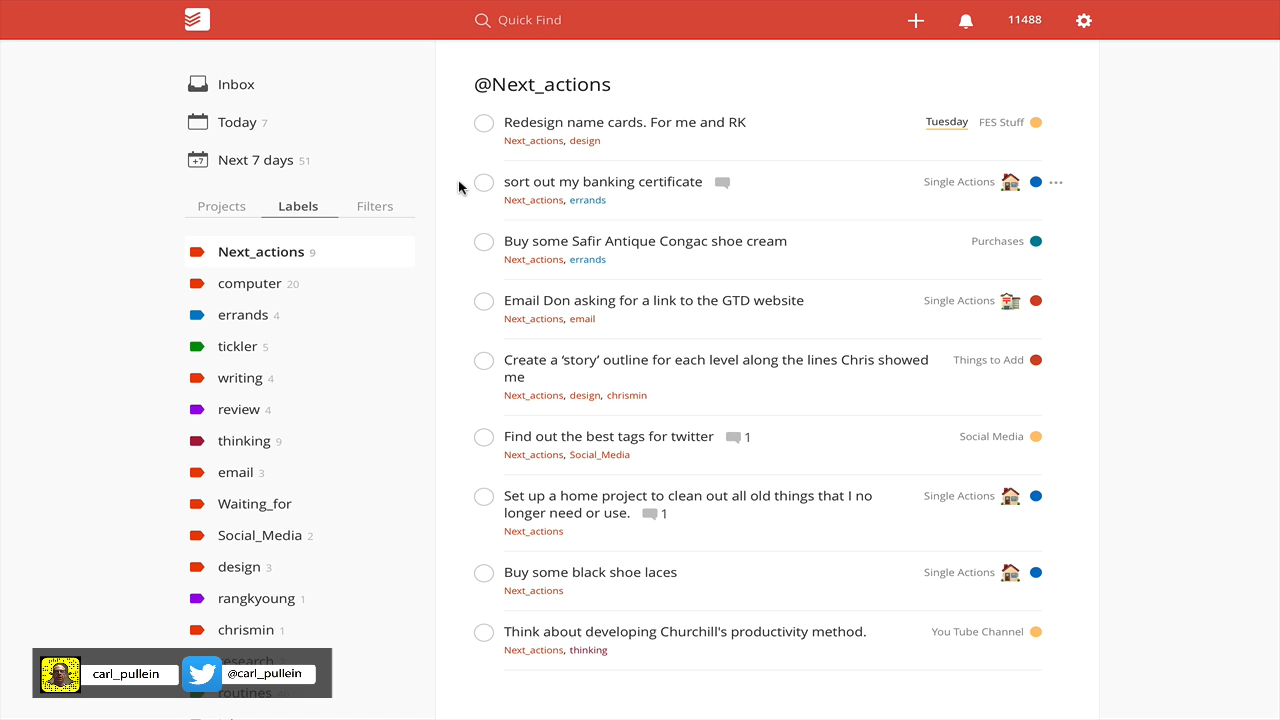 Quick Find
11488
Inbox
Today 7
+7
Next 7 days 51
Projects Labels Filters
Next_actions 9
computer 20
errands 4
tickler 5
writing 4
review 4
thinking 9
email 3
Waiting_for
Social_Media 2
design 3
rangkyoung 1
chrismin 1
research
routines
carl_pullein
@carl_pullein
@Next_actions
Redesign name cards. For me and RK
Tuesday FES Stuff
Next_actions, design
sort out my banking certificate
Single Actions
Next_actions, errands
Buy some Safir Antique Congac shoe cream
Purchases
Next_actions, errands
Email Don asking for a link to the GTD website
Single Actions
Next_actions, email
Create a ‘story’ outline for each level along the lines Chris showed
me
Things to Add
Next_actions, design, chrismin
Find out the best tags for twitter 1
Social Media
Next_actions, Social_Media
Set up a home project to clean out all old things that I no
longer need or use. 1
Single Actions
Next_actions
Buy some black shoe laces
Single Actions
Next_actions
Think about developing Churchill's productivity method.
You Tube Channel
Next_actions, thinking